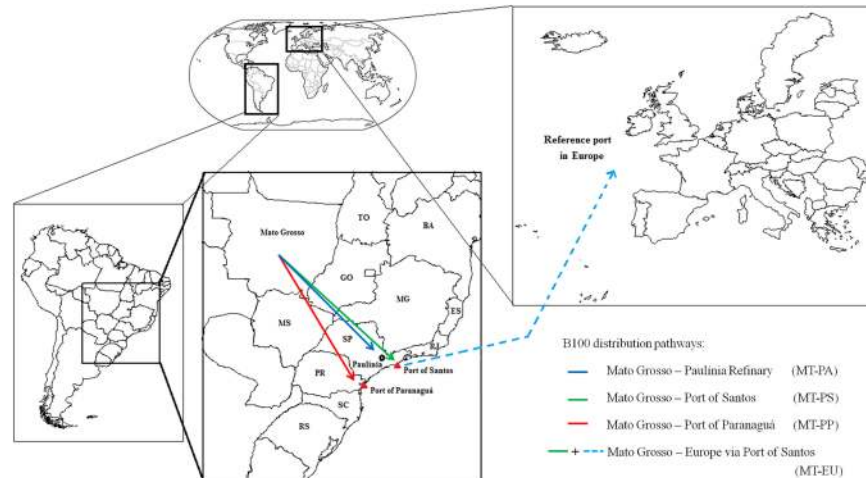 Reference port
in Europe
Mato Grosso
TO
BA
GO
MG
ES
MS
SP
RJ
Paulínia
Port of Santos
PR
Port of Paranaguá
SC
RS
B100 distribution pathways:
Mato Grosso – Paulínia Refinary (MT-PA)
Mato Grosso – Port of Santos (MT-PS)
Mato Grosso – Port of Paranaguá (MT-PP)
+ Mato Grosso – Europe via Port of Santos
(MT-EU)